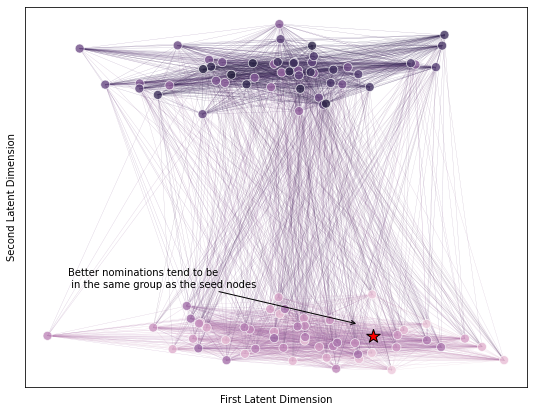 Second Latent Dimension
Better nominations tend to be
in the same group as the seed nodes
First Latent Dimension